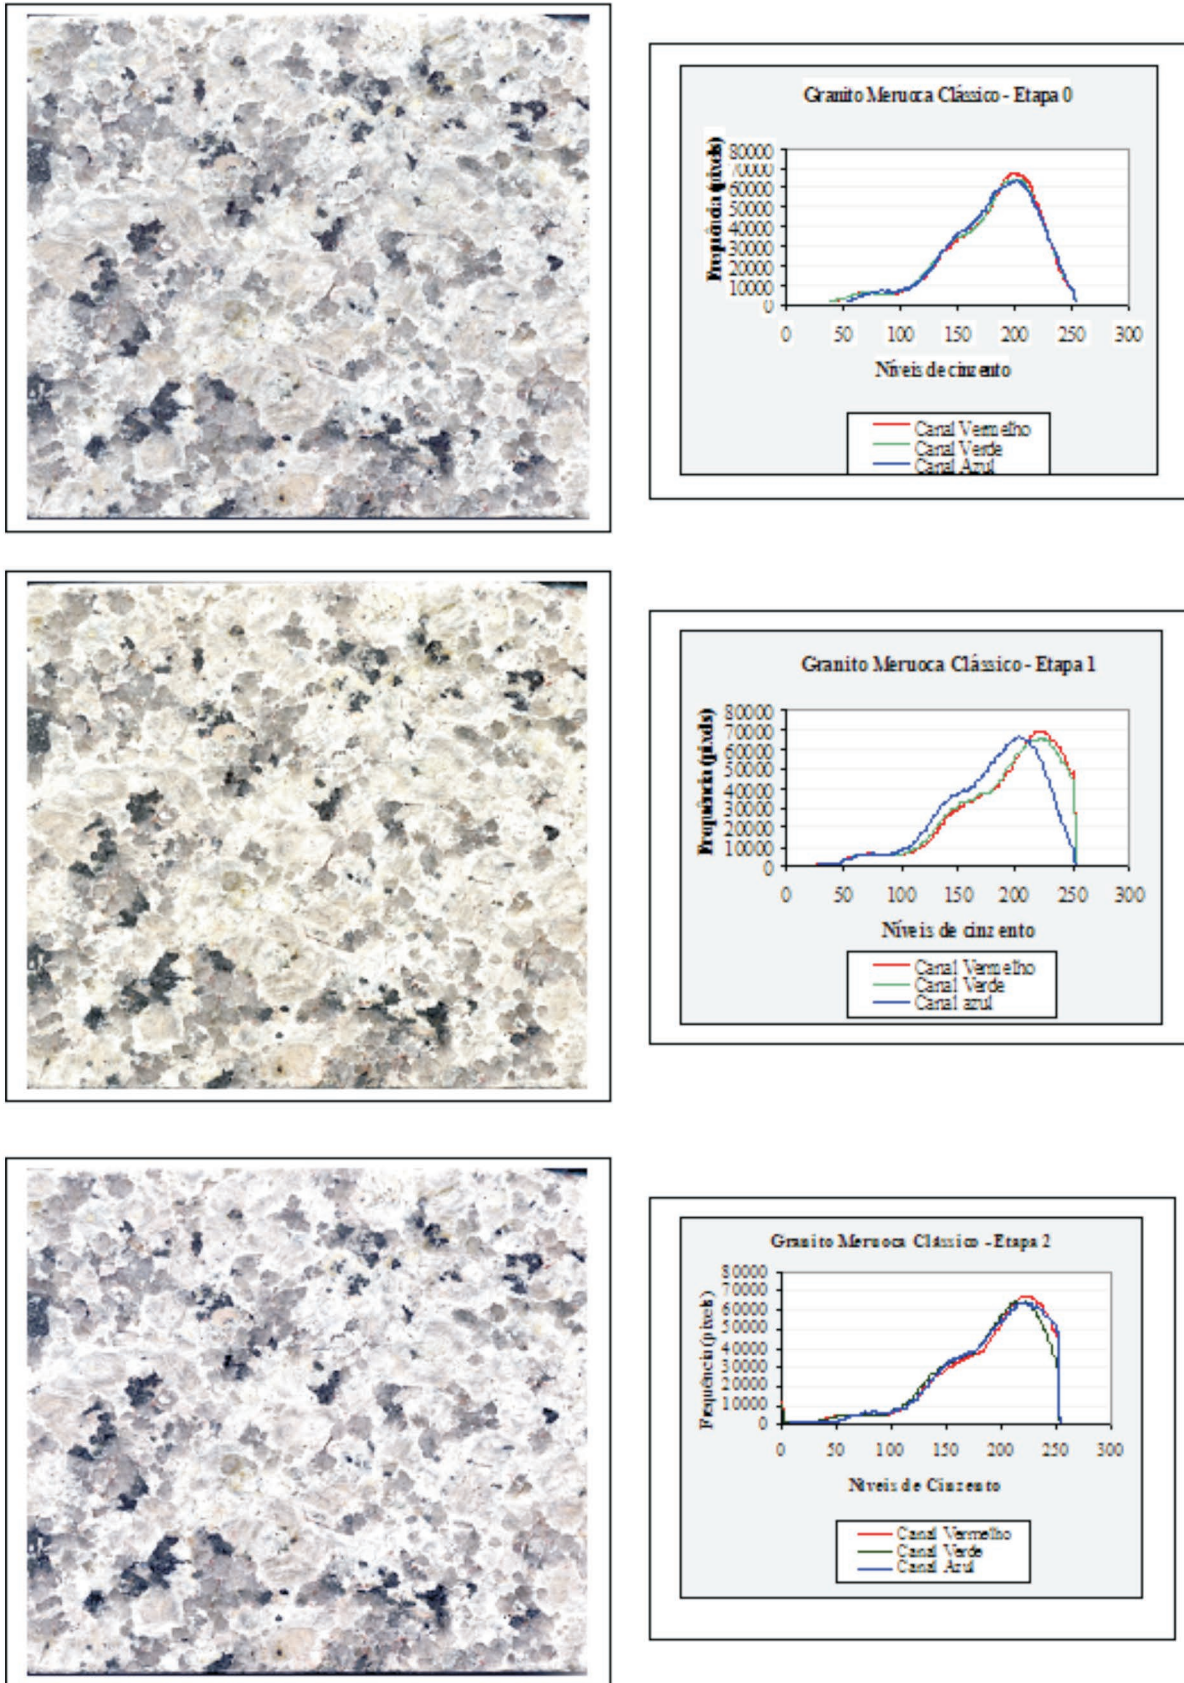 Granito Meruoca Clássico - Etapa 0
Frequência (pixels)
80000
70000
60000
50000
40000
30000
20000
10000
0
0 50 100 150 200 250 300
Níveis de cinzento
Canal Vermelho
Canal Verde
Canal Azul
Granito Meruoca Clássico - Etapa 1
Frequência (pixels)
80000
70000
60000
50000
40000
30000
20000
10000
0
0 50 100 150 200 250 300
Níveis de cinzento
Canal Vermelho
Canal Verde
Canal azul
Granito Meruoca Clássico - Etapa 2
Frequência (pixels)
80000
70000
60000
50000
40000
30000
20000
10000
0
0 50 100 150 200 250 300
Níveis de Cinzento
Canal Vermelho
Canal Verde
Canal Azul